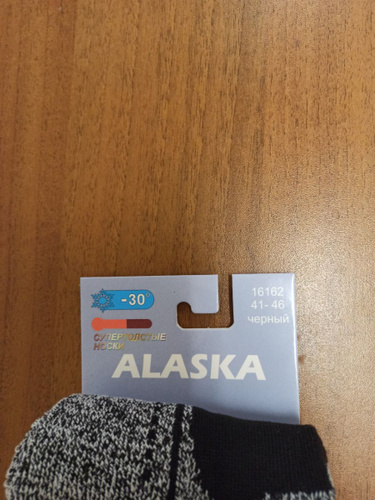 -30°
16162
41- 46
черный
СУПЕРТОЛСТЫЕ
НОСКИ
ALASKA